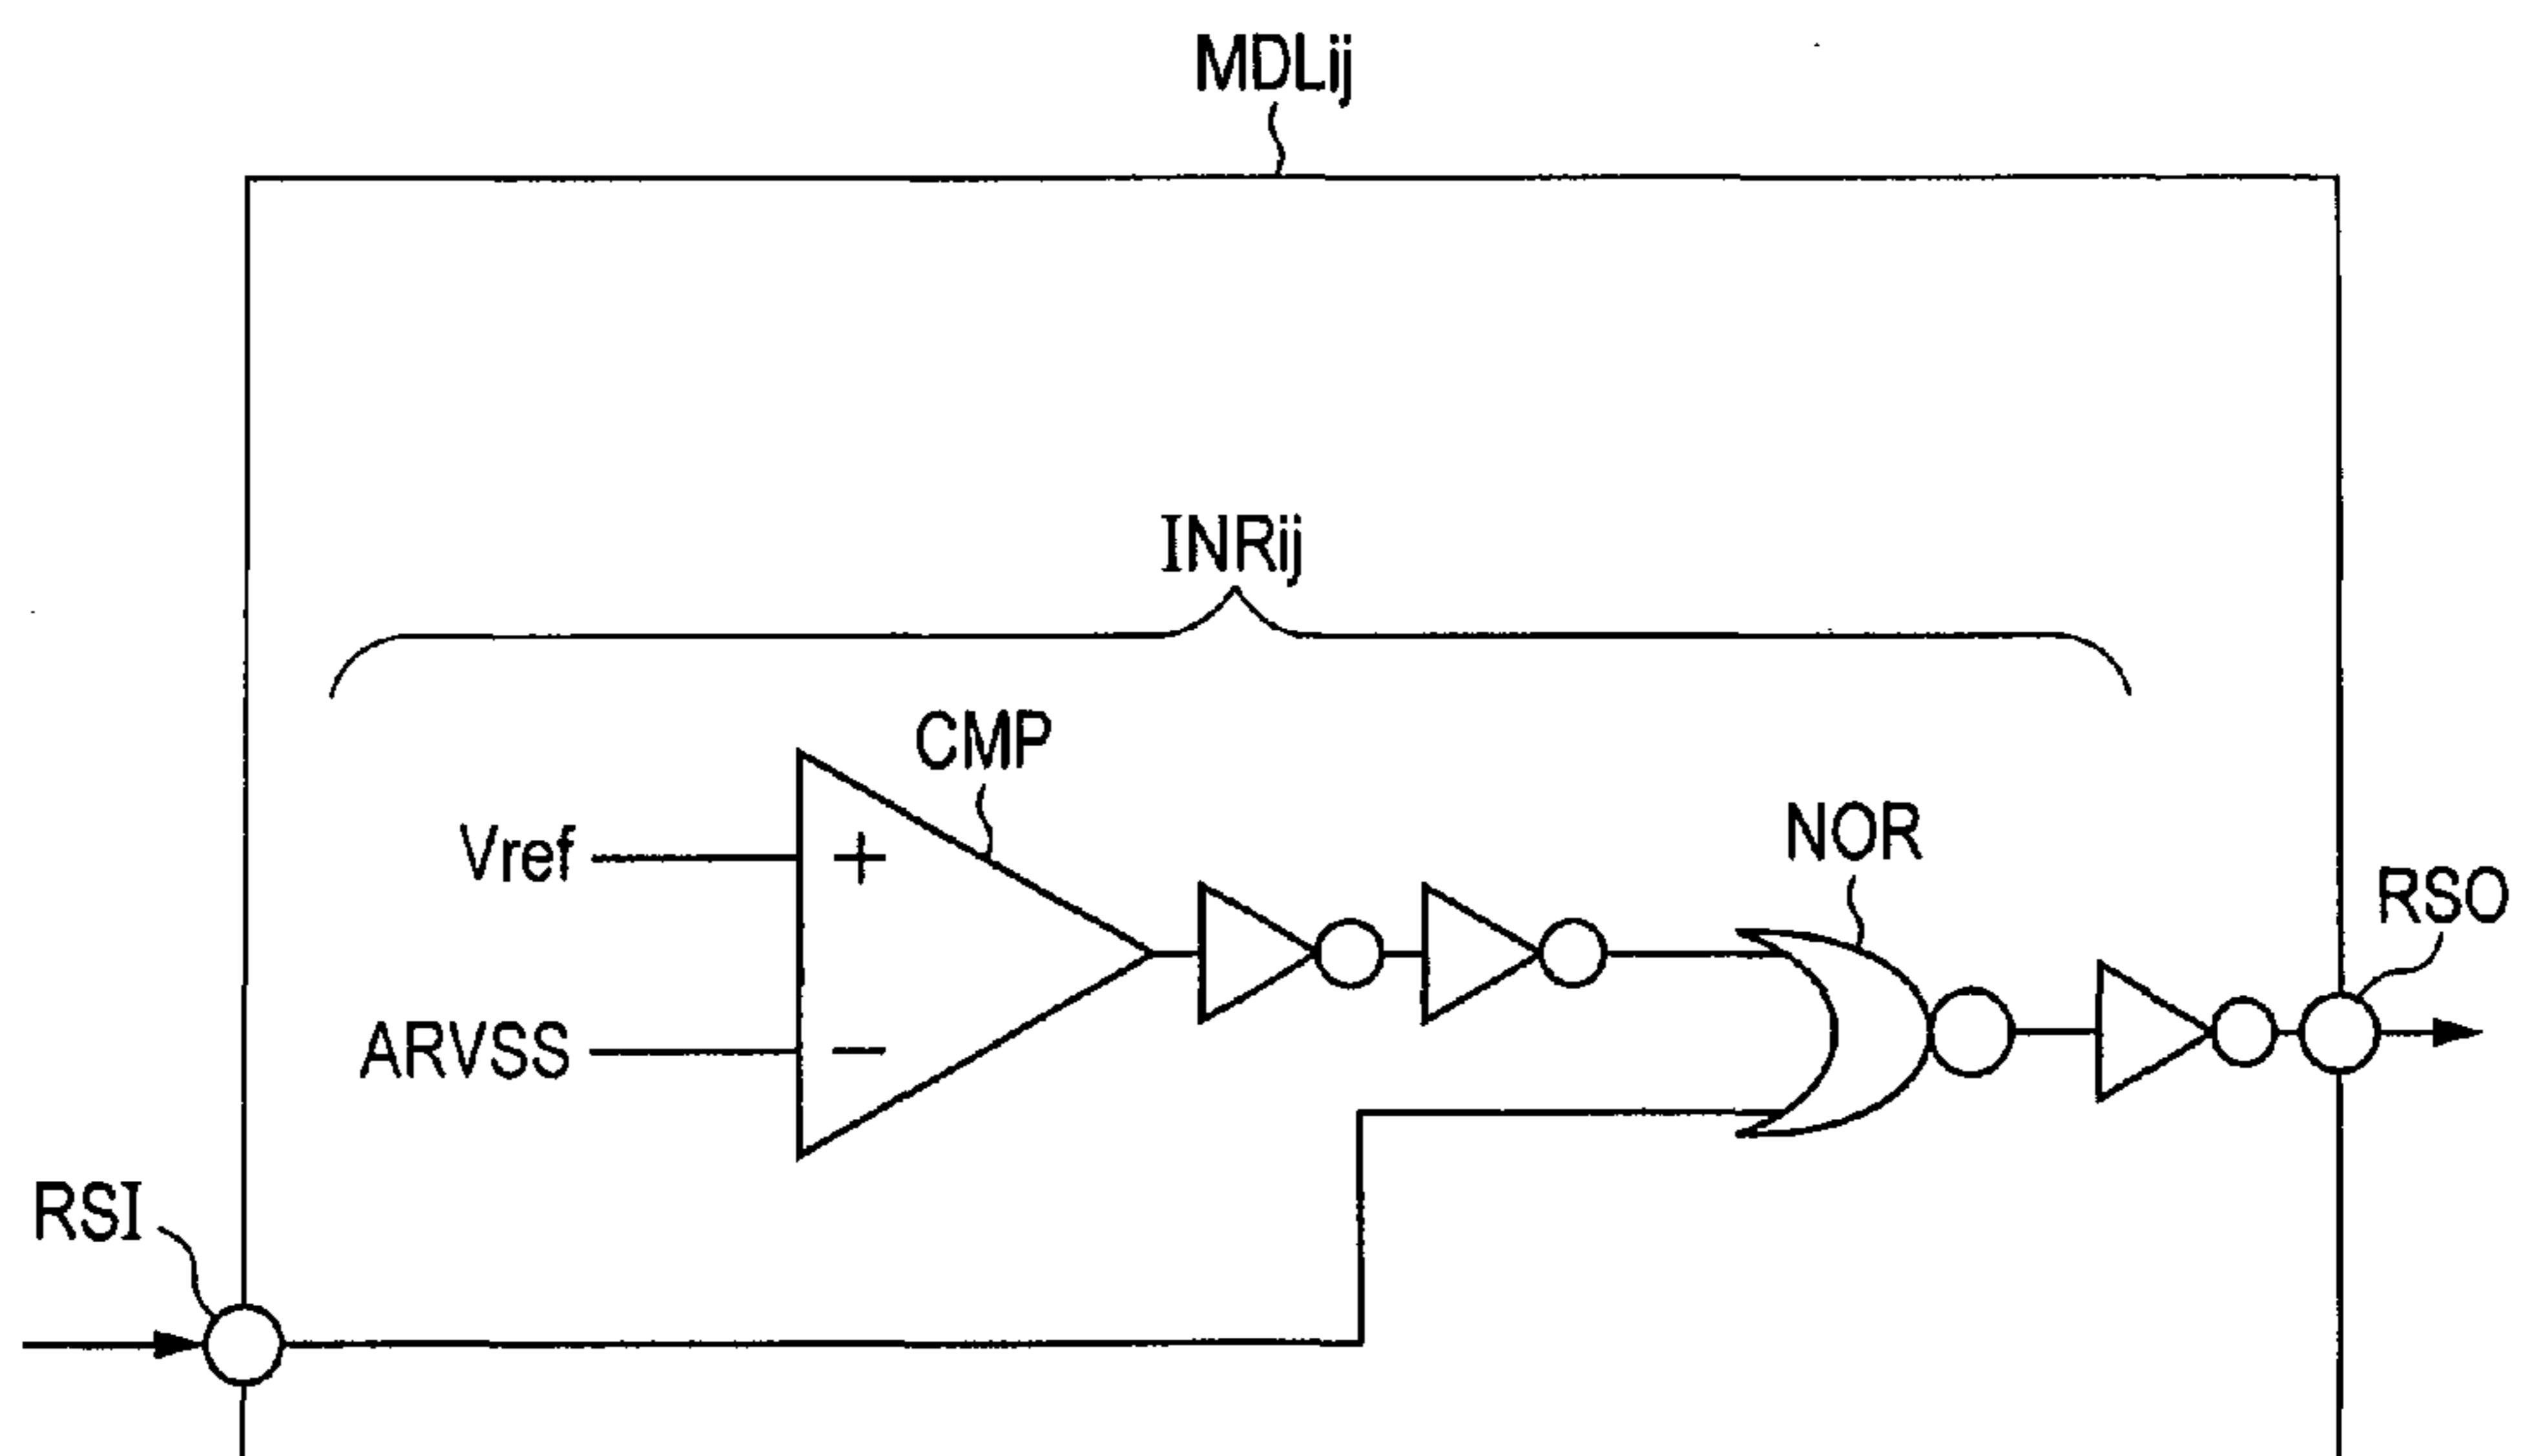 MDLij
INRij
CMP
Vref
+
NOR
RSO
ARVSS
−
RSI